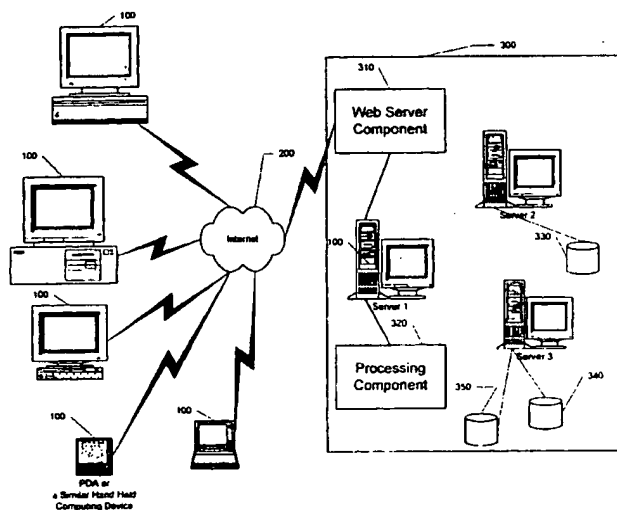 100
300
310
Web Server
Component
100
200
Internet
Server 2
330
100
100
Server 1
320
Processing
Component
Server 3
350
340
100
100
PDA or
a Similar Hand Held
Computing Device